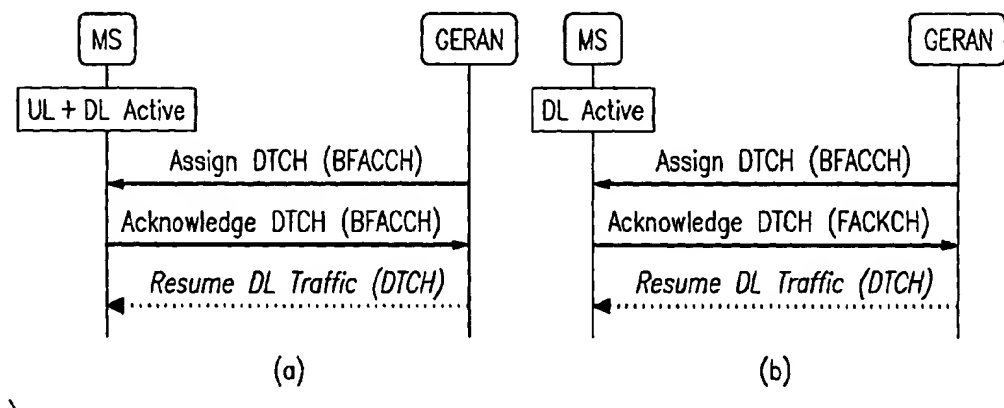 MS GERAN MS GERAN
UL + DL Active DL Active
Assign DTCH (BFACCH) Assign DTCH (BFACCH)
Acknowledge DTCH (BFACCH) Acknowledge DTCH (FACKCH)
Resume DL Traffic (DTCH) Resume DL Traffic (DTCH)
(a) (b)